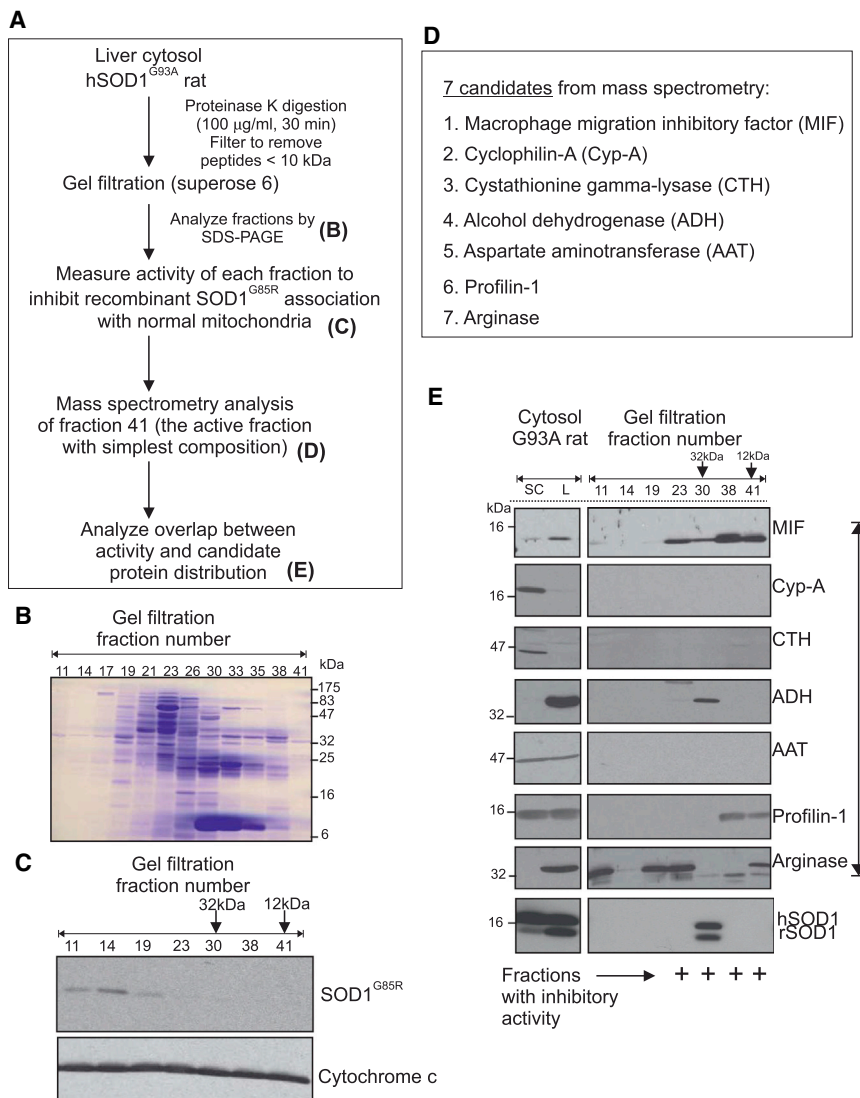 A
Liver cytosol
hSOD1G93A rat
Proteinase K digestion
(100 µg/ml, 30 min)
Filter to remove
peptides < 10 kDa
Gel filtration (superose 6)
Analyze fractions by
SDS-PAGE (B)
Measure activity of each fraction to
inhibit recombinant SOD1G85R association
with normal mitochondria (C)
Mass spectrometry analysis
of fraction 41 (the active fraction
with simplest composition) (D)
Analyze overlap between
activity and candidate
protein distribution (E)
B
Gel filtration
fraction number
11 14 17 19 21 23 26 30 33 35 38 41 kDa
175
83
47
32
25
16
6
C
Gel filtration
fraction number
32kDa 12kDa
11 14 19 23 30 38 41
SOD1G85R
Cytochrome c
D
7 candidates from mass spectrometry:
1. Macrophage migration inhibitory factor (MIF)
2. Cyclophilin-A (Cyp-A)
3. Cystathionine gamma-lysase (CTH)
4. Alcohol dehydrogenase (ADH)
5. Aspartate aminotransferase (AAT)
6. Profilin-1
7. Arginase
E
Cytosol Gel filtration
G93A rat fraction number
32kDa 12kDa
SC L 11 14 19 23 30 38 41
kDa
16 MIF
16 Cyp-A
47 CTH
32 ADH
47 AAT
16 Profilin-1
32 Arginase
16 hSOD1
rSOD1
Fractions + + + +
with inhibitory
activity